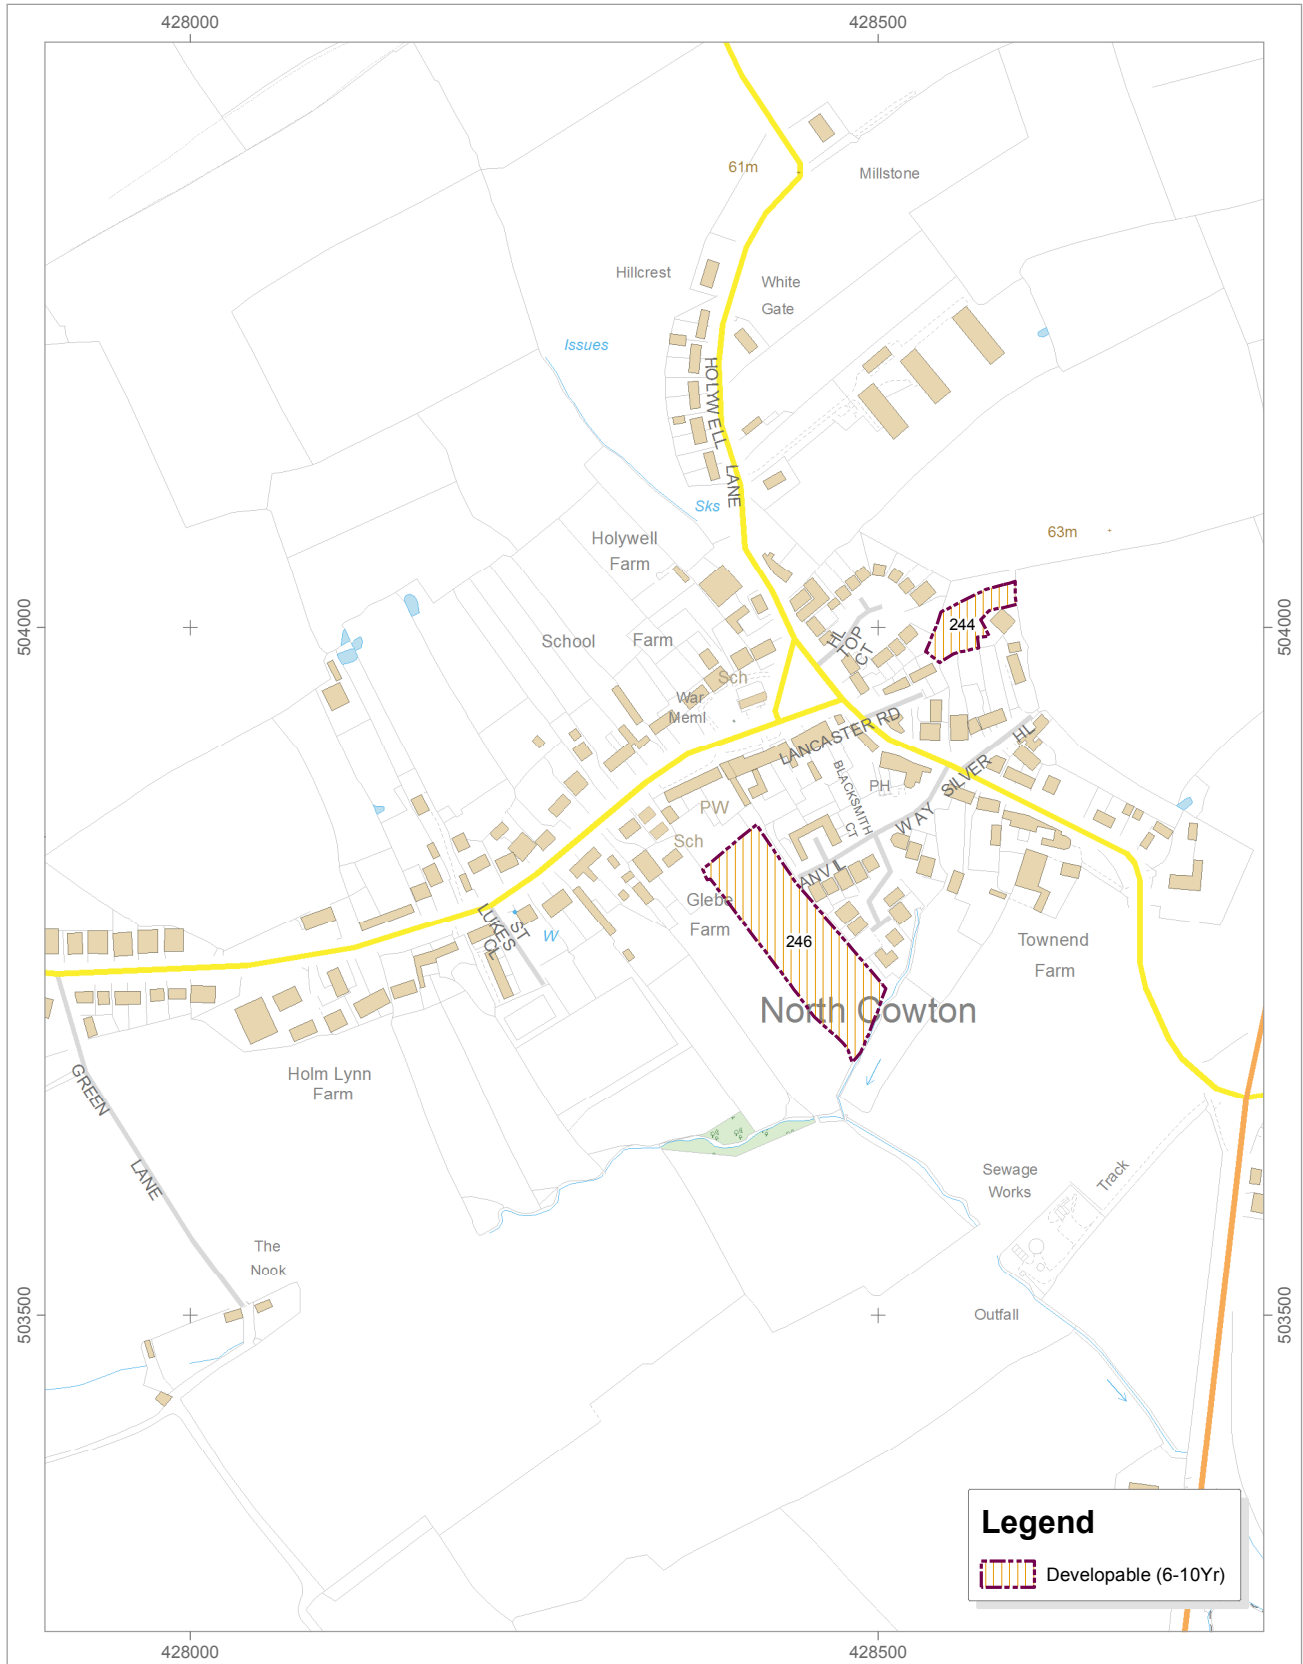 428000
428500
61m
Millstone
Hillcrest
White
Gate
Issues
HOLYWELL LANE
Sks
63m
Holywell
Farm
504000
504000
244
HL TOP
CT
School Farm
Sch
War
Meml
LANCASTER RD
SILVER HL
BLACKSMITH
CT
PH
PW
ANVIL WAY
Sch
Glebe
Farm
246
ST
LUKES
CL
W
Townend
Farm
North Cowton
Holm Lynn
Farm
GREEN LANE
Sewage
Works
Track
The
Nook
503500
503500
Outfall
Legend
Developable (6-10Yr)
428000
428500